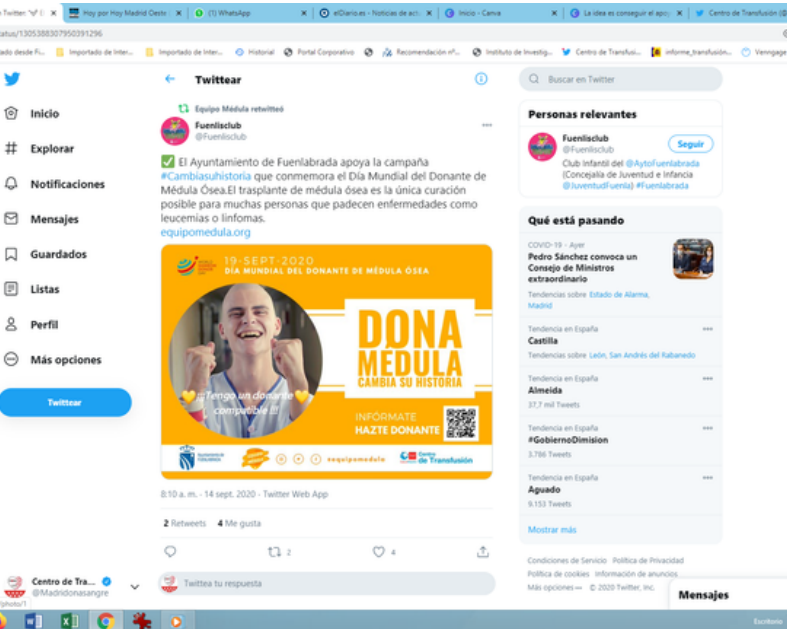 Hoy por Hoy Madrid Oeste
(1) WhatsApp
elDiario.es - Noticias de act
Inicio - Canva
La idea es conseguir el apoy
Centro de Transfusión
tatus/1305388307950391296
Importado de Inter...
Importado de Inter...
Historial
Portal Corporativo
Recomendación nº...
Instituto de Investig...
Centro de Transfusi...
informe_transfusión...
Venngage
Inicio
Explorar
Notificaciones
Mensajes
Guardados
Listas
Perfil
Más opciones
Twittear
Centro de Tra...
@Madridonasangre
Twittear
Equipo Médula retwitteó
Fuenlisclub
@Fuenlisclub
El Ayuntamiento de Fuenlabrada apoya la campaña
#Cambiasuhistoria que conmemora el Día Mundial del Donante de
Médula Ósea.El trasplante de médula ósea es la única curación
posible para muchas personas que padecen enfermedades como
leucemias o linfomas.
equipomedula.org
19-SEPT-2020
DÍA MUNDIAL DEL DONANTE DE MÉDULA ÓSEA
DONA
MÉDULA
CAMBIA SU HISTORIA
¡¡¡Tengo un donante
compatible !!!
INFÓRMATE
HAZTE DONANTE
Ayuntamiento de
FUENLABRADA
#equipomedula
Centro
de Transfusión
8:10 a. m. · 14 sept. 2020 · Twitter Web App
2 Retweets 4 Me gusta
2 4
Twittea tu respuesta
Buscar en Twitter
Personas relevantes
Fuenlisclub
@Fuenlisclub
Seguir
Club Infantil del @AytoFuenlabrada
(Concejalía de Juventud e Infancia
@JuventudFuenla) #Fuenlabrada
Qué está pasando
COVID-19 · Ayer
Pedro Sánchez convoca un
Consejo de Ministros
extraordinario
Tendencias sobre Estado de Alarma,
Madrid
Tendencia en España
Castilla
Tendencias sobre León, San Andrés del Rabanedo
Tendencia en España
Almeida
37,7 mil Tweets
Tendencia en España
#GobiernoDimision
3.786 Tweets
Tendencia en España
Aguado
9.153 Tweets
Mostrar más
Condiciones de Servicio Política de Privacidad
Política de cookies Información de anuncios
Más opciones © 2020 Twitter, Inc.
Mensajes
Escritorio